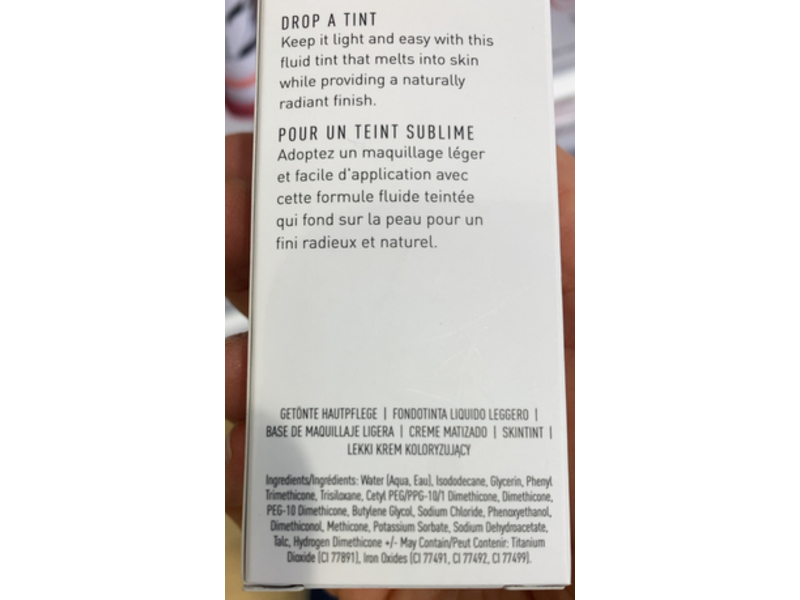 DROP A TINT
Keep it light and easy with this
fluid tint that melts into skin
while providing a naturally
radiant finish.
POUR UN TEINT SUBLIME
Adoptez un maquillage léger
et facile d'application avec
cette formule fluide teintée
qui fond sur la peau pour un
fini radieux et naturel.
GETÖNTE HAUTPFLEGE | FONDOTINTA LIQUIDO LEGGERO |
BASE DE MAQUILLAJE LIGERA | CREME MATIZADO | SKINTINT |
LEKKI KREM KOLORYZUJĄCY
Ingredients/Ingrédients: Water (Aqua, Eau), Isododecane, Glycerin, Phenyl
Trimethicone, Trisiloxane, Cetyl PEG/PPG-10/1 Dimethicone, Dimethicone,
PEG-10 Dimethicone, Butylene Glycol, Sodium Chloride, Phenoxyethanol,
Dimethiconol, Methicone, Potassium Sorbate, Sodium Dehydroacetate,
Talc, Hydrogen Dimethicone +/- May Contain/Peut Contenir: Titanium
Dioxide (CI 77891), Iron Oxides (CI 77491, CI 77492, CI 77499).